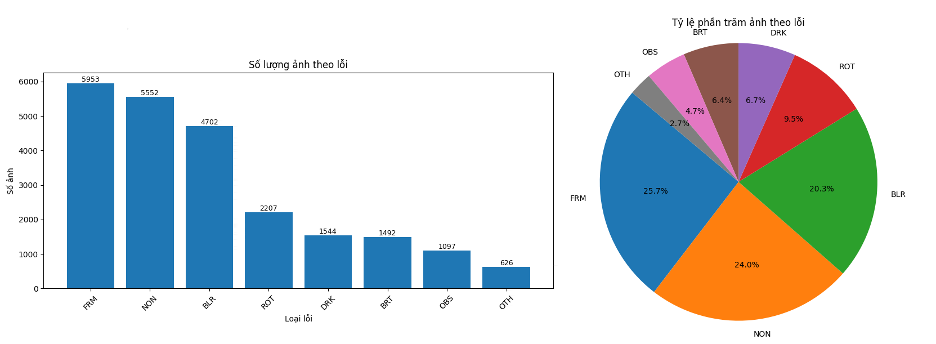 Số lượng ảnh theo lỗi
Số ảnh
6000
5000
4000
3000
2000
1000
0
5953
5552
4702
2207
1544
1492
1097
626
FRM
NON
BLR
ROT
DRK
BRT
OBS
OTH
Loại lỗi
Tỷ lệ phần trăm ảnh theo lỗi
FRM
25.7%
NON
24.0%
BLR
20.3%
ROT
9.5%
DRK
6.7%
BRT
6.4%
OBS
4.7%
OTH
2.7%